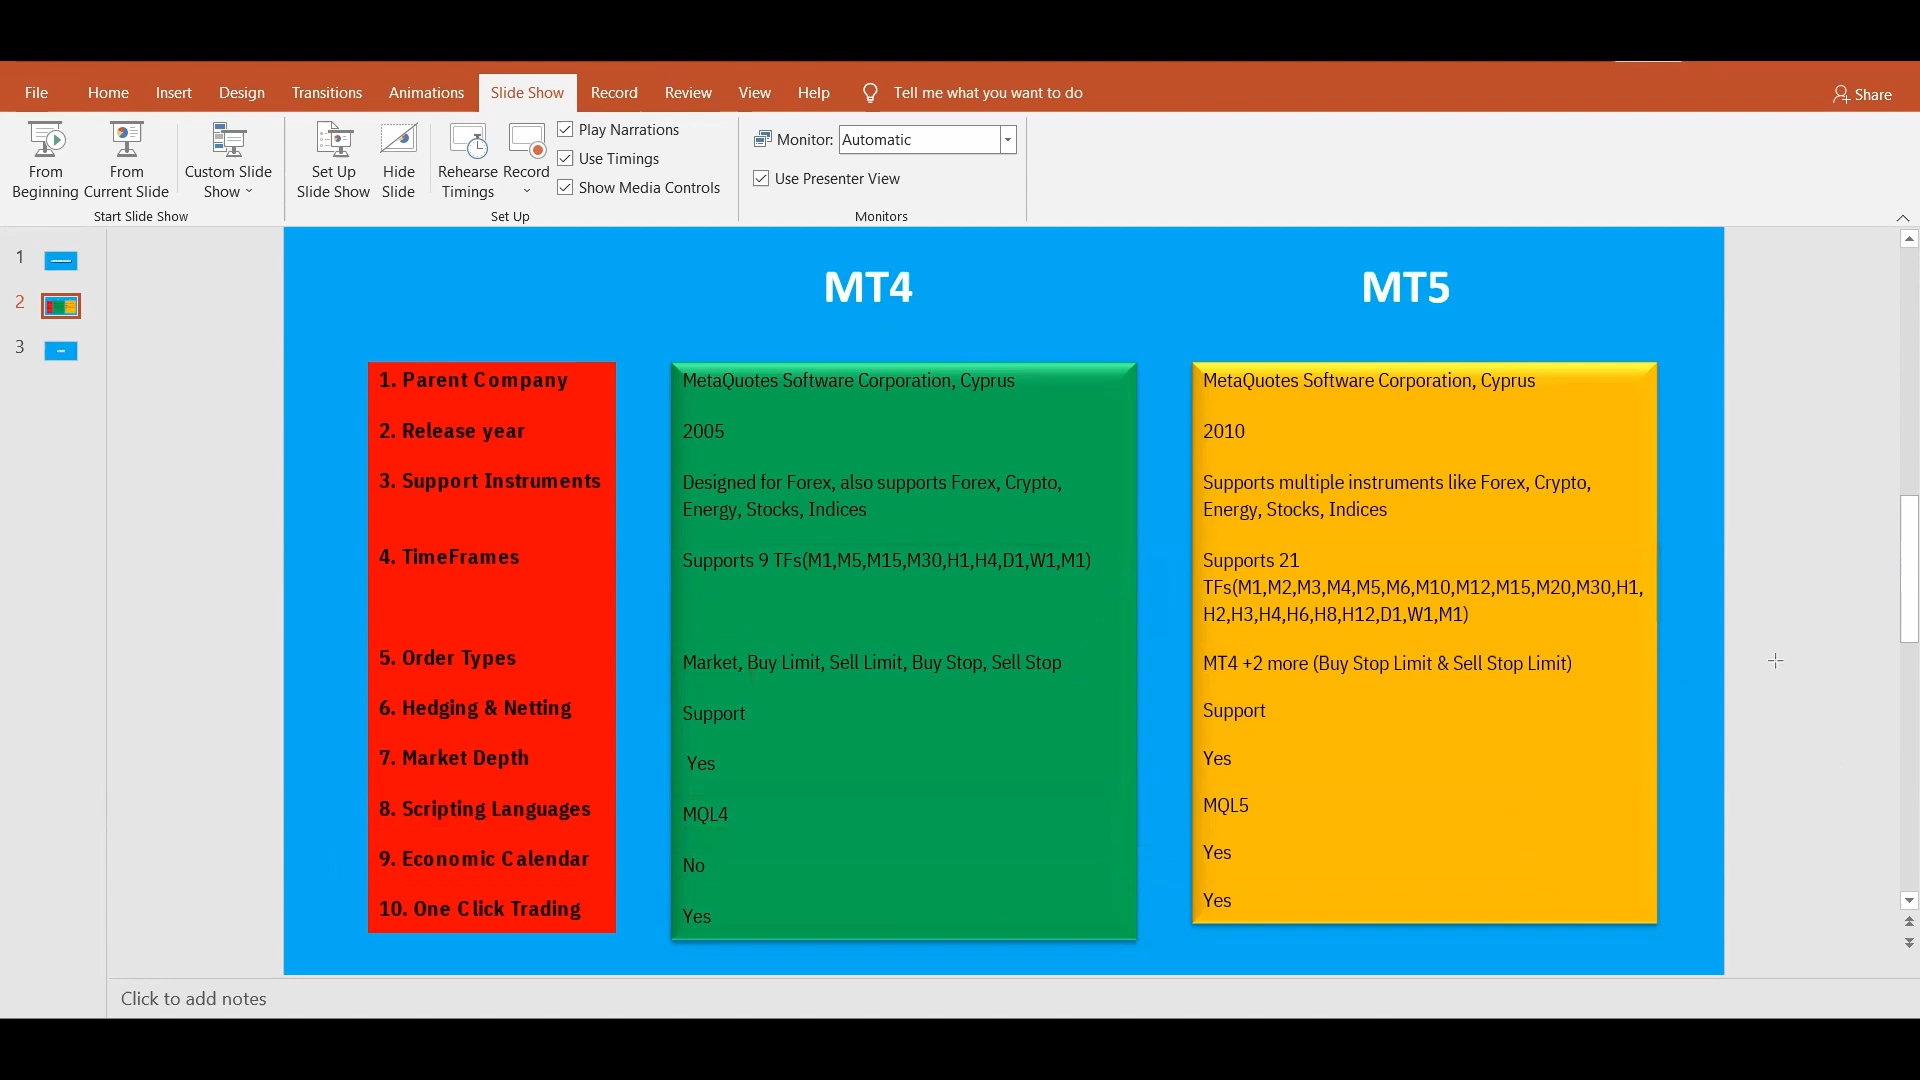 File Home Insert Design Transitions Animations Slide Show Record Review View Help Tell me what you want to do Share
From Beginning
From Current Slide
Custom Slide Show
Start Slide Show
Set Up Slide Show
Hide Slide
Rehearse Timings
Record
Play Narrations
Use Timings
Show Media Controls
Set Up
Monitor: Automatic
Use Presenter View
Monitors
1
2
3
MT4
MT5
1. Parent Company
2. Release year
3. Support Instruments
4. TimeFrames
5. Order Types
6. Hedging & Netting
7. Market Depth
8. Scripting Languages
9. Economic Calendar
10. One Click Trading
MetaQuotes Software Corporation, Cyprus
2005
Designed for Forex, also supports Forex, Crypto,
Energy, Stocks, Indices
Supports 9 TFs(M1,M5,M15,M30,H1,H4,D1,W1,M1)
Market, Buy Limit, Sell Limit, Buy Stop, Sell Stop
Support
Yes
MQL4
No
Yes
MetaQuotes Software Corporation, Cyprus
2010
Supports multiple instruments like Forex, Crypto,
Energy, Stocks, Indices
Supports 21
TFs(M1,M2,M3,M4,M5,M6,M10,M12,M15,M20,M30,H1,
H2,H3,H4,H6,H8,H12,D1,W1,M1)
MT4 +2 more (Buy Stop Limit & Sell Stop Limit)
Support
Yes
MQL5
Yes
Yes
Click to add notes